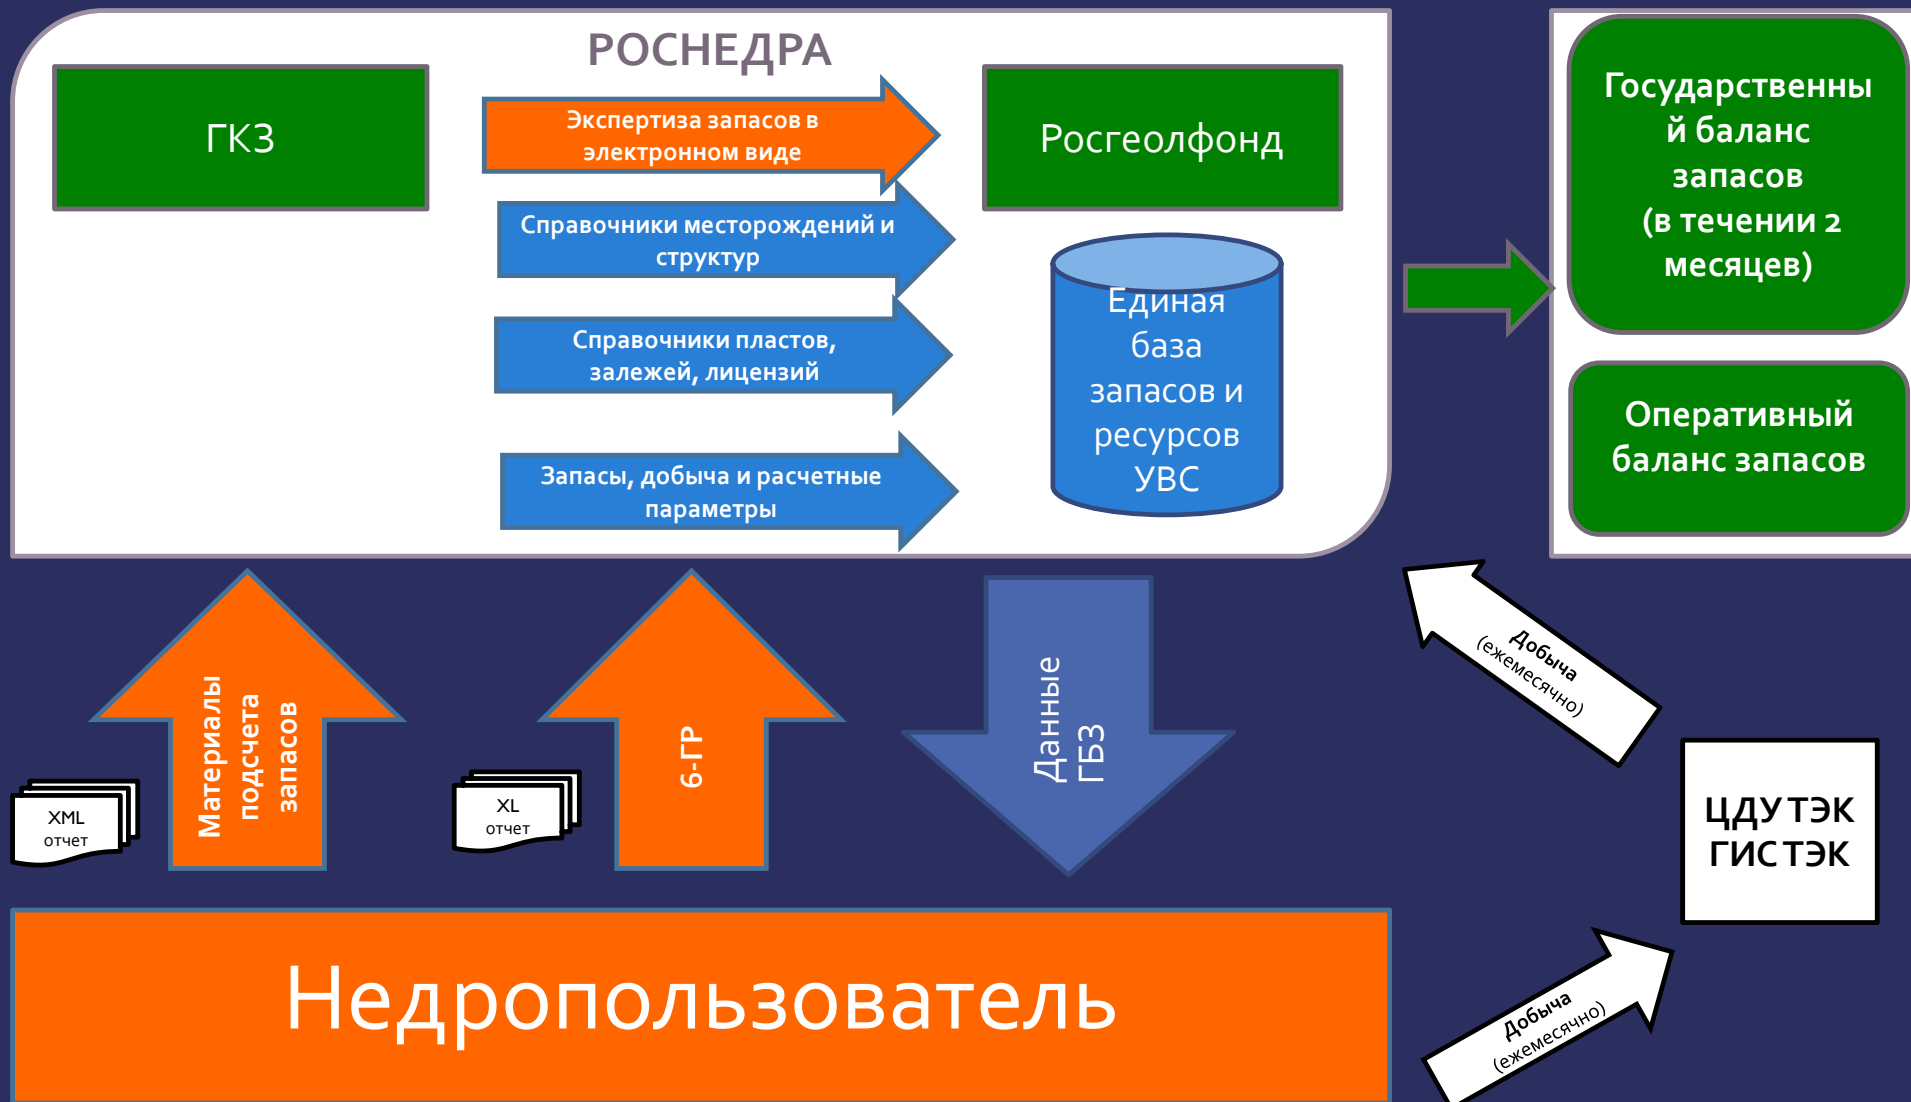 РОСНЕДРА
ГКЗ
Экспертиза запасов в
электронном виде
Росгеолфонд
Справочники месторождений и
структур
Справочники пластов,
залежей, лицензий
Запасы, добыча и расчетные
параметры
Единая
база
запасов и
ресурсов
УВС
Государственны
й баланс
запасов
(в течении 2
месяцев)
Оперативный
баланс запасов
Материалы
подсчета
запасов
XML
отчет
6-ГР
XL
отчет
Данные
ГБЗ
Добыча
(ежемесячно)
ЦДУ ТЭК
ГИС ТЭК
Добыча
(ежемесячно)
Недропользователь